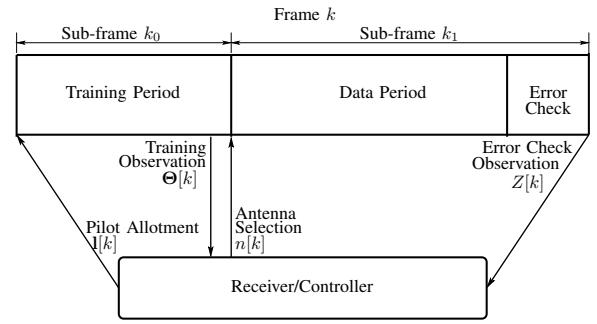 Frame k
Sub-frame k₀
Sub-frame k₁
Training Period
Data Period
Error
Check
Training
Observation
Θ[k]
Error Check
Observation
Z[k]
Pilot Allotment
l[k]
Antenna
Selection
n[k]
Receiver/Controller